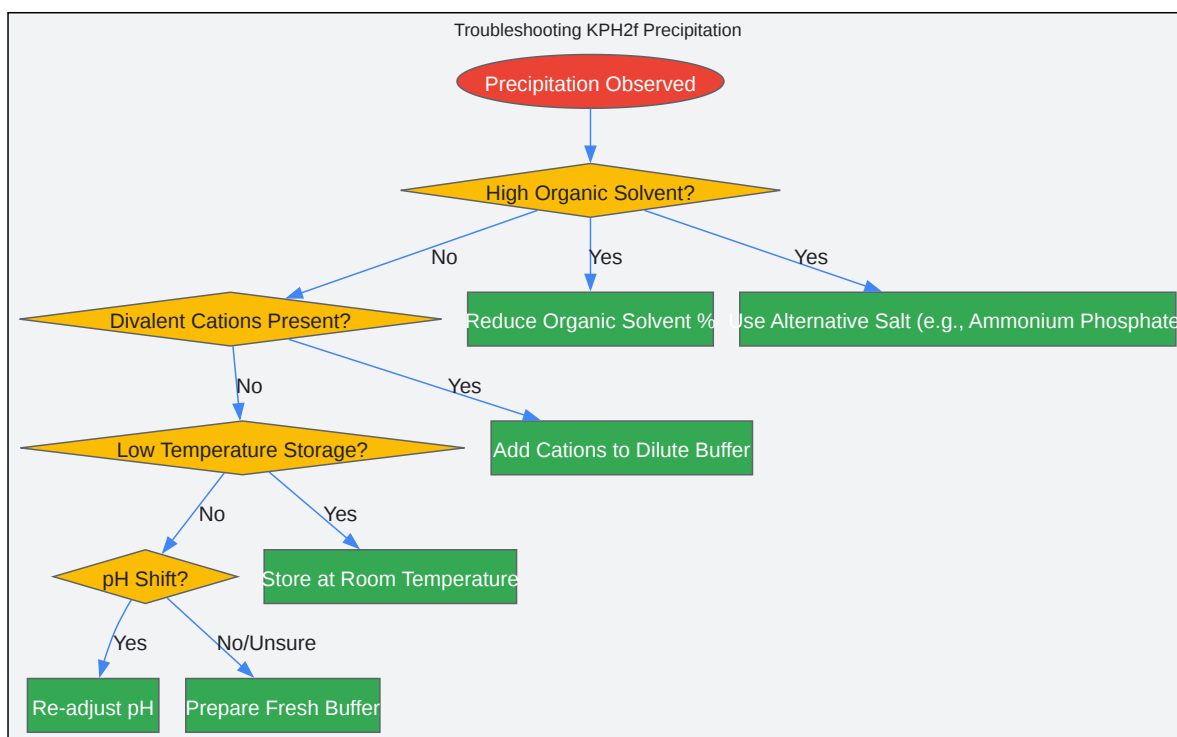 Troubleshooting KPH2f Precipitation
Precipitation Observed
High Organic Solvent?
No
Yes
Yes
Divalent Cations Present?
Reduce Organic Solvent %
Use Alternative Salt (e.g., Ammonium Phosphate
No
Yes
Low Temperature Storage?
Add Cations to Dilute Buffer
No
Yes
pH Shift?
Store at Room Temperature
Yes
No/Unsure
Re-adjust pH
Prepare Fresh Buffer